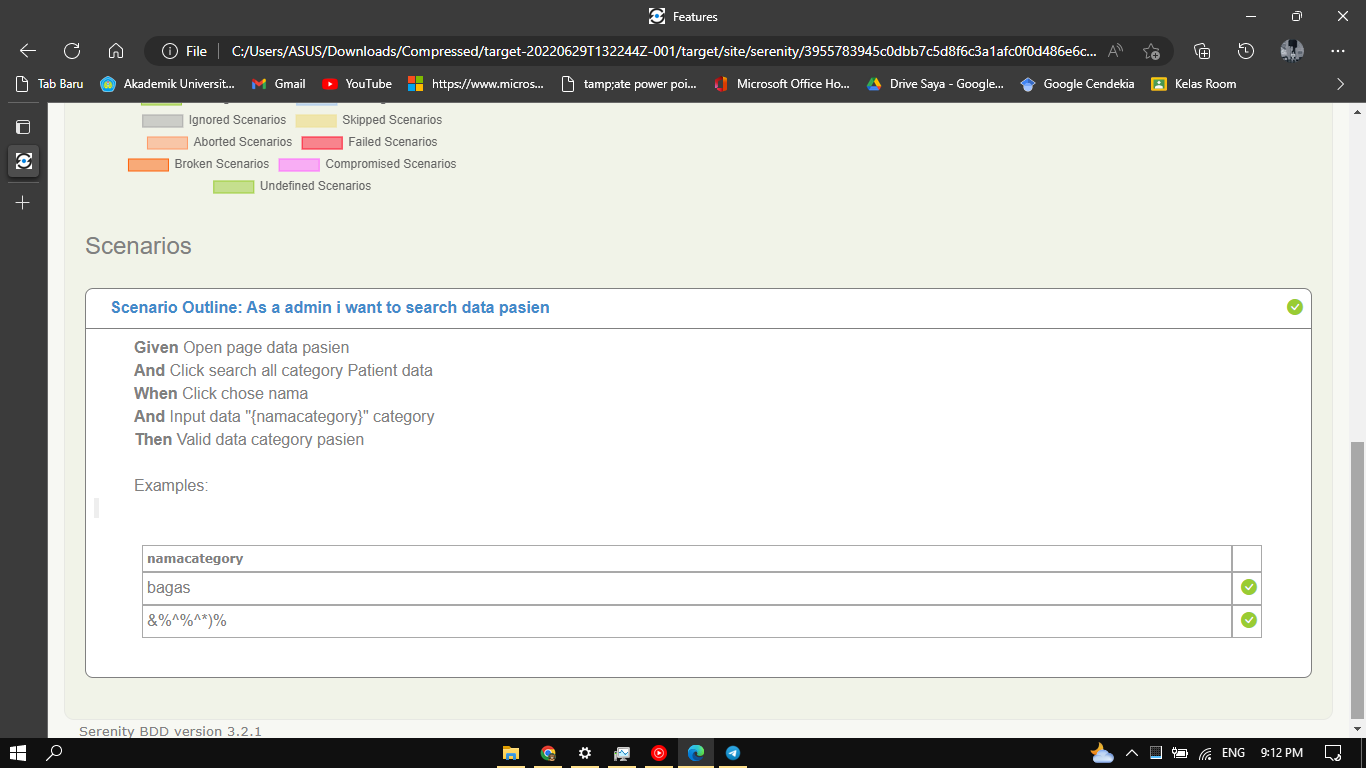 Features
File
C:/Users/ASUS/Downloads/Compressed/target-20220629T132244Z-001/target/site/serenity/3955783945c0dbb7c5d8f6c3a1afc0f0d486e6c...
Tab Baru
Akademik Universit...
Gmail
YouTube
https://www.micros...
tamp;ate power poi...
Microsoft Office Ho...
Drive Saya - Google...
Google Cendekia
Kelas Room
Ignored Scenarios
Skipped Scenarios
Aborted Scenarios
Failed Scenarios
Broken Scenarios
Compromised Scenarios
Undefined Scenarios
Scenarios
Scenario Outline: As a admin i want to search data pasien
Given Open page data pasien
And Click search all category Patient data
When Click chose nama
And Input data "{namacategory}" category
Then Valid data category pasien
Examples:
namacategory
bagas
&%^%^*)%
Serenity BDD version 3.2.1
ENG
9:12 PM